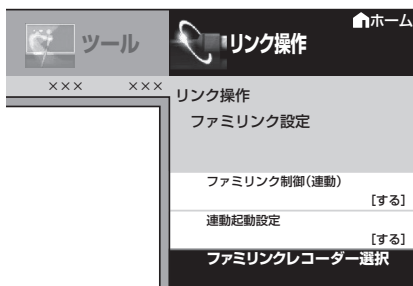 ツール
リンク操作
ホーム
×××　×××
リンク操作
ファミリンク設定
ファミリンク制御(連動)
[する]
連動起動設定
[する]
ファミリンクレコーダー選択